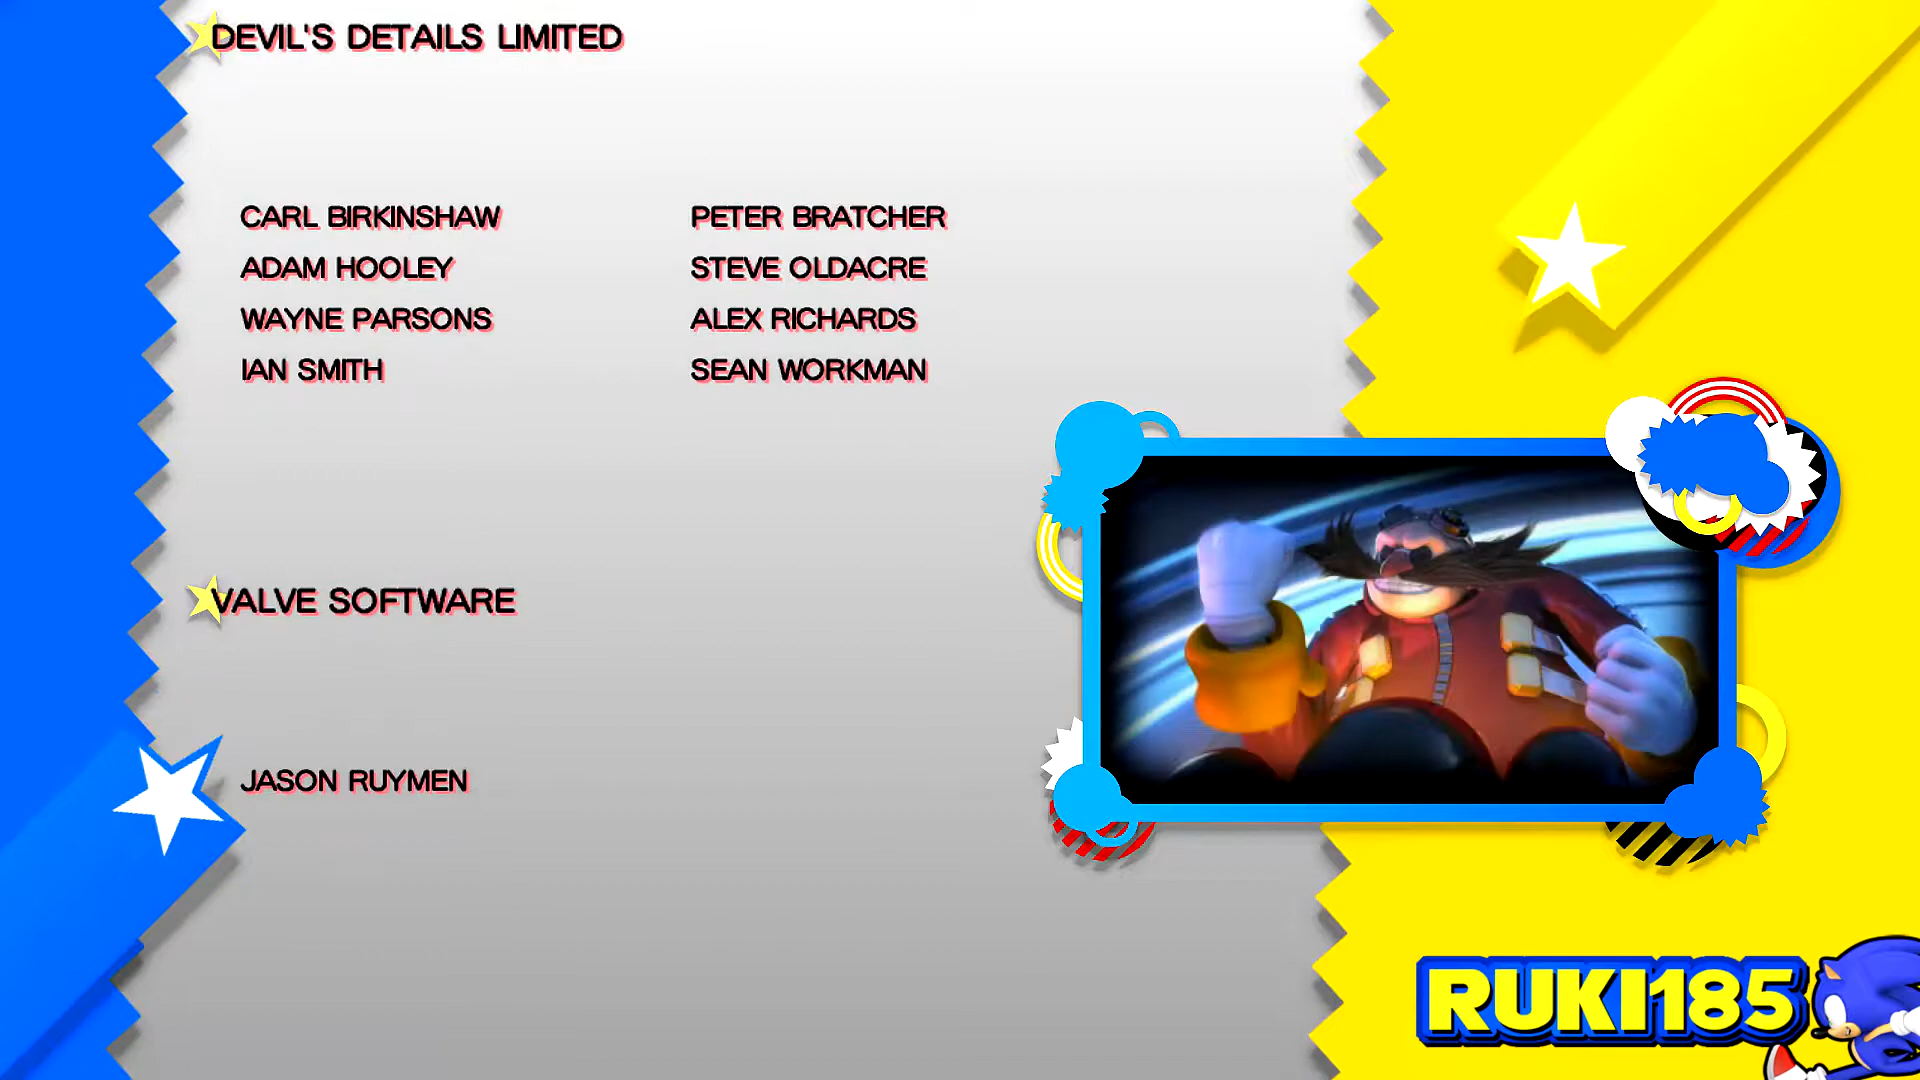 DEVIL'S DETAILS LIMITED
CARL BIRKINSHAW PETER BRATCHER
ADAM HOOLEY STEVE OLDACRE
WAYNE PARSONS ALEX RICHARDS
IAN SMITH SEAN WORKMAN
VALVE SOFTWARE
JASON RUYMEN
RUKI185